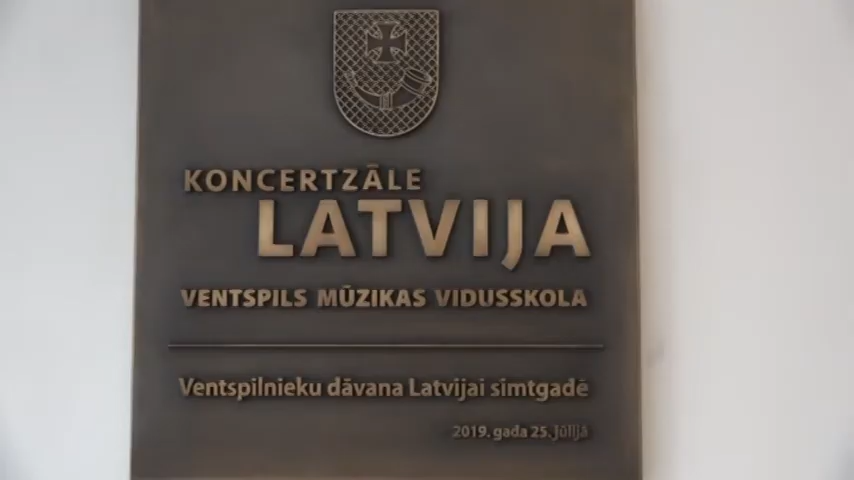 KONCERTZĀLE
LATVIJA
VENTSPILS MŪZIKAS VIDUSSKOLA
Ventspilnieku dāvana Latvijai simtgadē
2019. gada 25. jūlijā